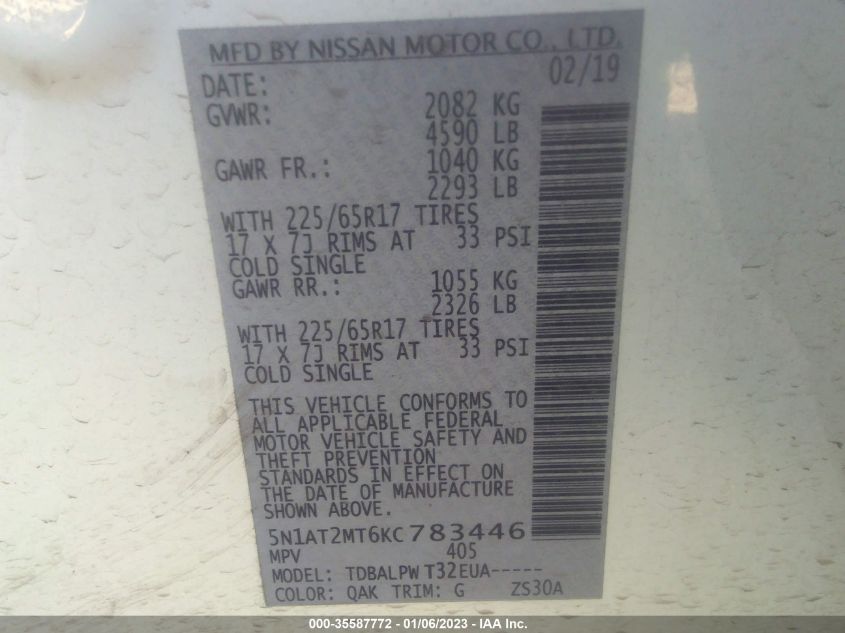 MFD BY NISSAN MOTOR CO., LTD.
DATE: 02/19
GVWR: 2082 KG
4590 LB
GAWR FR.: 1040 KG
2293 LB
WITH 225/65R17 TIRES
17 X 7J RIMS AT 33 PSI
COLD SINGLE
GAWR RR.: 1055 KG
2326 LB
WITH 225/65R17 TIRES
17 X 7J RIMS AT 33 PSI
COLD SINGLE
THIS VEHICLE CONFORMS TO
ALL APPLICABLE FEDERAL
MOTOR VEHICLE SAFETY AND
THEFT PREVENTION
STANDARDS IN EFFECT ON
THE DATE OF MANUFACTURE
SHOWN ABOVE.
5N1AT2MT6KC783446
MPV 405
MODEL: TDBALPW T32EUA-----
COLOR: QAK TRIM: G ZS30A
000-35587772 - 01/06/2023 - IAA Inc.